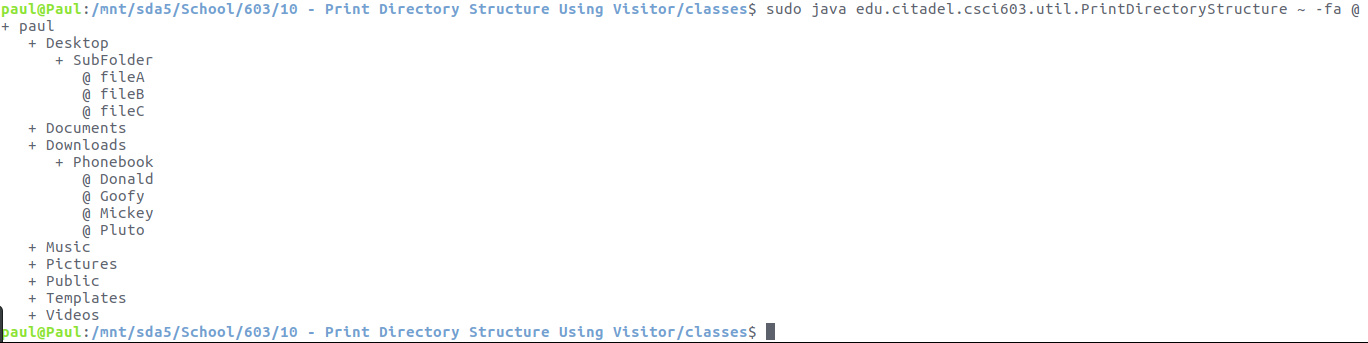 paul@Paul:/mnt/sda5/School/603/10 - Print Directory Structure Using Visitor/classes$ sudo java edu.citadel.csci603.util.PrintDirectoryStructure ~ -fa @
+ paul
   + Desktop
      + SubFolder
         @ fileA
         @ fileB
         @ fileC
   + Documents
   + Downloads
      + Phonebook
         @ Donald
         @ Goofy
         @ Mickey
         @ Pluto
   + Music
   + Pictures
   + Public
   + Templates
   + Videos
paul@Paul:/mnt/sda5/School/603/10 - Print Directory Structure Using Visitor/classes$